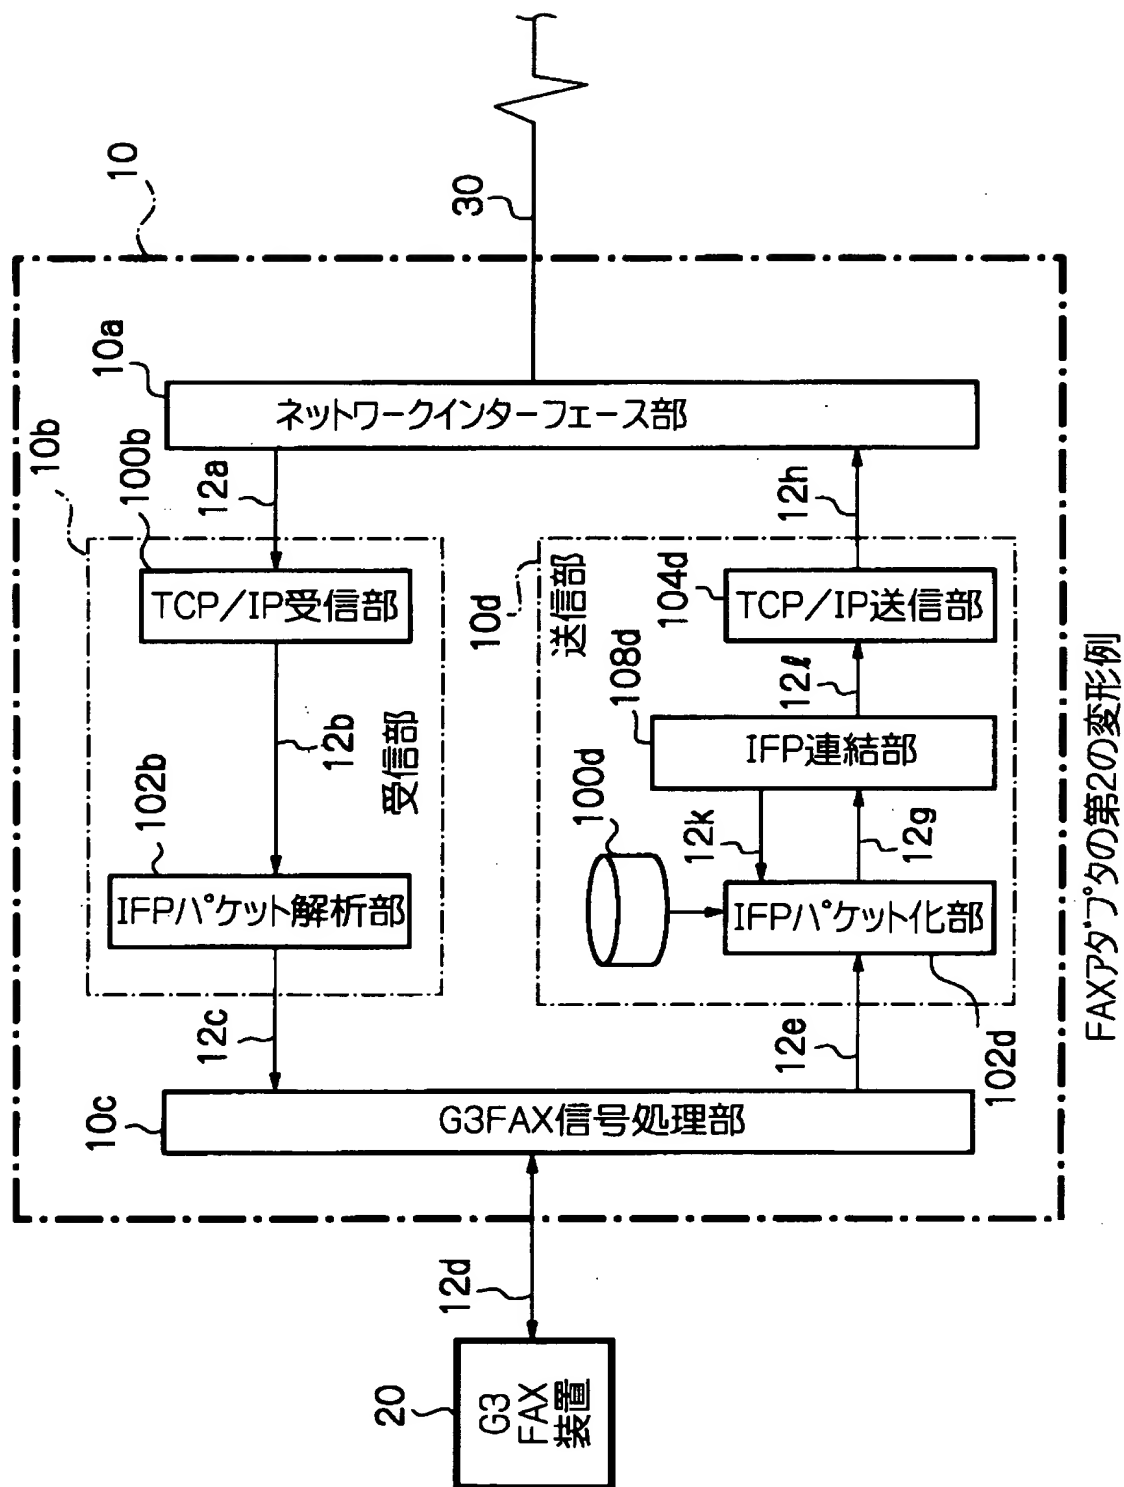 10
30
10a
ネットワークインターフェース部
10b
100b
12a
TCP/IP受信部
12b
受信部
102b
IFPパケット解析部
12c
10c
G3FAX信号処理部
12h
10d
送信部
104d
TCP/IP送信部
12ℓ
108d
IFP連結部
100d
12k
12g
IFPパケット化部
12e
102d
12d
20
G3
FAX
装置
FAXアダプタの第2の変形例